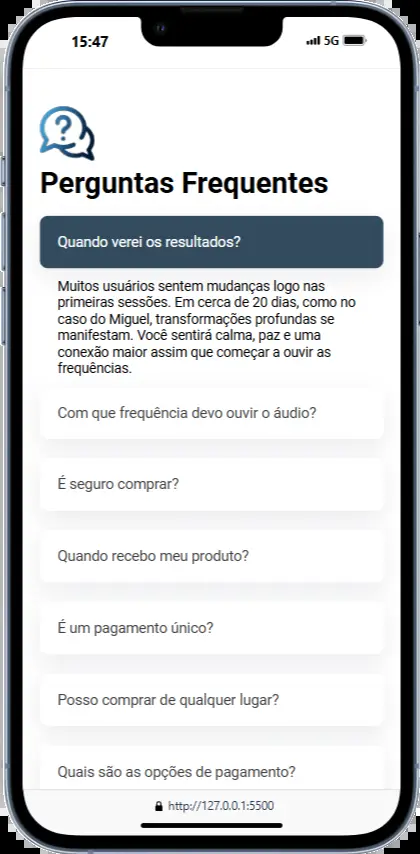 15:47
5G
Perguntas Frequentes
Quando verei os resultados?
Muitos usuários sentem mudanças logo nas
primeiras sessões. Em cerca de 20 dias, como no
caso do Miguel, transformações profundas se
manifestam. Você sentirá calma, paz e uma
conexão maior assim que começar a ouvir as
frequências.
Com que frequência devo ouvir o áudio?
É seguro comprar?
Quando recebo meu produto?
É um pagamento único?
Posso comprar de qualquer lugar?
Quais são as opções de pagamento?
http://127.0.0.1:5500